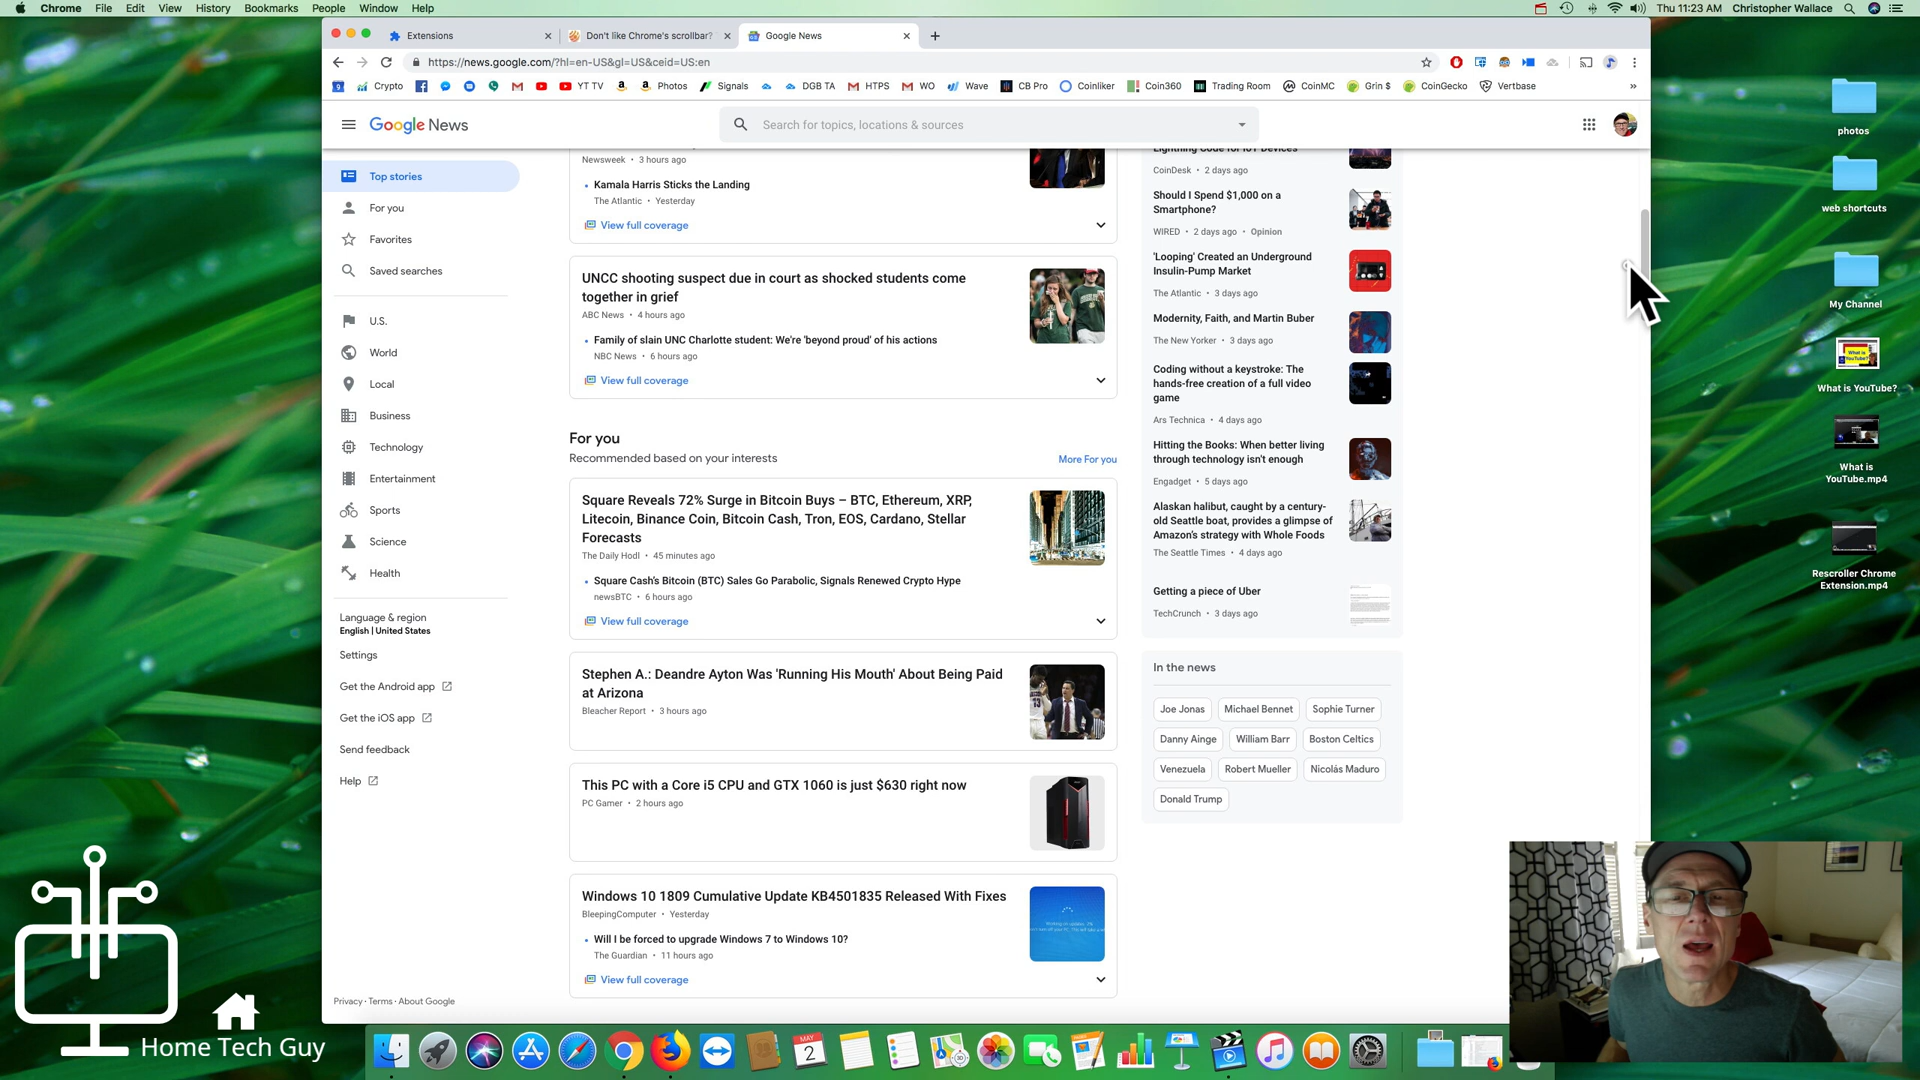 Chrome File Edit View History Bookmarks People Window Help
Thu 11:23 AM Christopher Wallace
Extensions
Don't like Chrome's scrollbar?
Google News
https://news.google.com/?hl=en-US&gl=US&ceid=US:en
Crypto YT TV Photos Signals DGB TA HTPS WO Wave CB Pro Coinliker Coin360 Trading Room CoinMC Grin $ CoinGecko Vertbase »
Google News
Search for topics, locations & sources
Top stories
For you
Favorites
Saved searches
U.S.
World
Local
Business
Technology
Entertainment
Sports
Science
Health
Language & region
English | United States
Settings
Get the Android app
Get the iOS app
Send feedback
Help
Privacy · Terms · About Google
Newsweek • 3 hours ago
Kamala Harris Sticks the Landing
The Atlantic • Yesterday
View full coverage
UNCC shooting suspect due in court as shocked students come
together in grief
ABC News • 4 hours ago
Family of slain UNC Charlotte student: We're 'beyond proud' of his actions
NBC News • 6 hours ago
View full coverage
For you
Recommended based on your interests
More For you
Square Reveals 72% Surge in Bitcoin Buys – BTC, Ethereum, XRP,
Litecoin, Binance Coin, Bitcoin Cash, Tron, EOS, Cardano, Stellar
Forecasts
The Daily Hodl • 45 minutes ago
Square Cash's Bitcoin (BTC) Sales Go Parabolic, Signals Renewed Crypto Hype
newsBTC • 6 hours ago
View full coverage
Stephen A.: Deandre Ayton Was 'Running His Mouth' About Being Paid
at Arizona
Bleacher Report • 3 hours ago
This PC with a Core i5 CPU and GTX 1060 is just $630 right now
PC Gamer • 2 hours ago
Windows 10 1809 Cumulative Update KB4501835 Released With Fixes
BleepingComputer • Yesterday
Will I be forced to upgrade Windows 7 to Windows 10?
The Guardian • 11 hours ago
View full coverage
Lightning Code for IoT Devices
CoinDesk • 2 days ago
Should I Spend $1,000 on a
Smartphone?
WIRED • 2 days ago • Opinion
'Looping' Created an Underground
Insulin-Pump Market
The Atlantic • 3 days ago
Modernity, Faith, and Martin Buber
The New Yorker • 3 days ago
Coding without a keystroke: The
hands-free creation of a full video
game
Ars Technica • 4 days ago
Hitting the Books: When better living
through technology isn't enough
Engadget • 5 days ago
Alaskan halibut, caught by a century-
old Seattle boat, provides a glimpse of
Amazon's strategy with Whole Foods
The Seattle Times • 4 days ago
Getting a piece of Uber
TechCrunch • 3 days ago
In the news
Joe Jonas Michael Bennet Sophie Turner
Danny Ainge William Barr Boston Celtics
Venezuela Robert Mueller Nicolás Maduro
Donald Trump
photos
web shortcuts
My Channel
What is YouTube?
What is YouTube?
What is
YouTube.mp4
Rescroller Chrome
Extension.mp4
Home Tech Guy
MAY
2